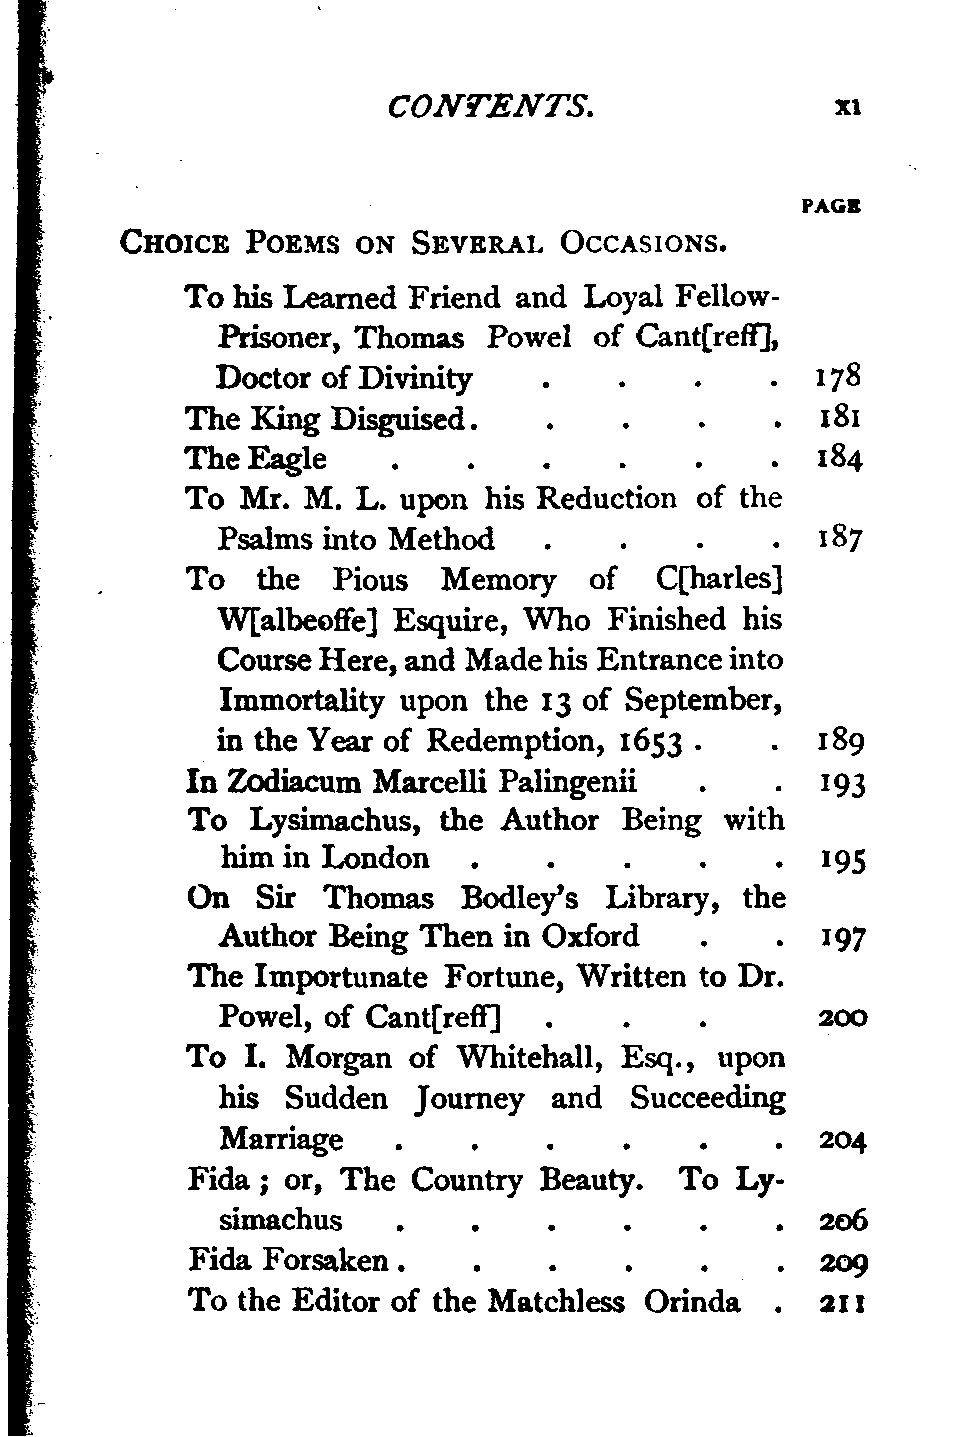 CONTENTS. xi
PAGE
CHOICE POEMS ON SEVERAL OCCASIONS.
To his Learned Friend and Loyal Fellow-
Prisoner, Thomas Powel of Cant[reff],
Doctor of Divinity . . . . 178
The King Disguised . . . . . 181
The Eagle . . . . . . 184
To Mr. M. L. upon his Reduction of the
Psalms into Method . . . . 187
To the Pious Memory of C[harles]
W[albeoffe] Esquire, Who Finished his
Course Here, and Made his Entrance into
Immortality upon the 13 of September,
in the Year of Redemption, 1653 . . 189
In Zodiacum Marcelli Palingenii . . 193
To Lysimachus, the Author Being with
him in London . . . . . 195
On Sir Thomas Bodley's Library, the
Author Being Then in Oxford . . 197
The Importunate Fortune, Written to Dr.
Powel, of Cant[reff] . . . 200
To I. Morgan of Whitehall, Esq., upon
his Sudden Journey and Succeeding
Marriage . . . . . . 204
Fida ; or, The Country Beauty. To Ly-
simachus . . . . . . 206
Fida Forsaken . . . . . . 209
To the Editor of the Matchless Orinda . 211